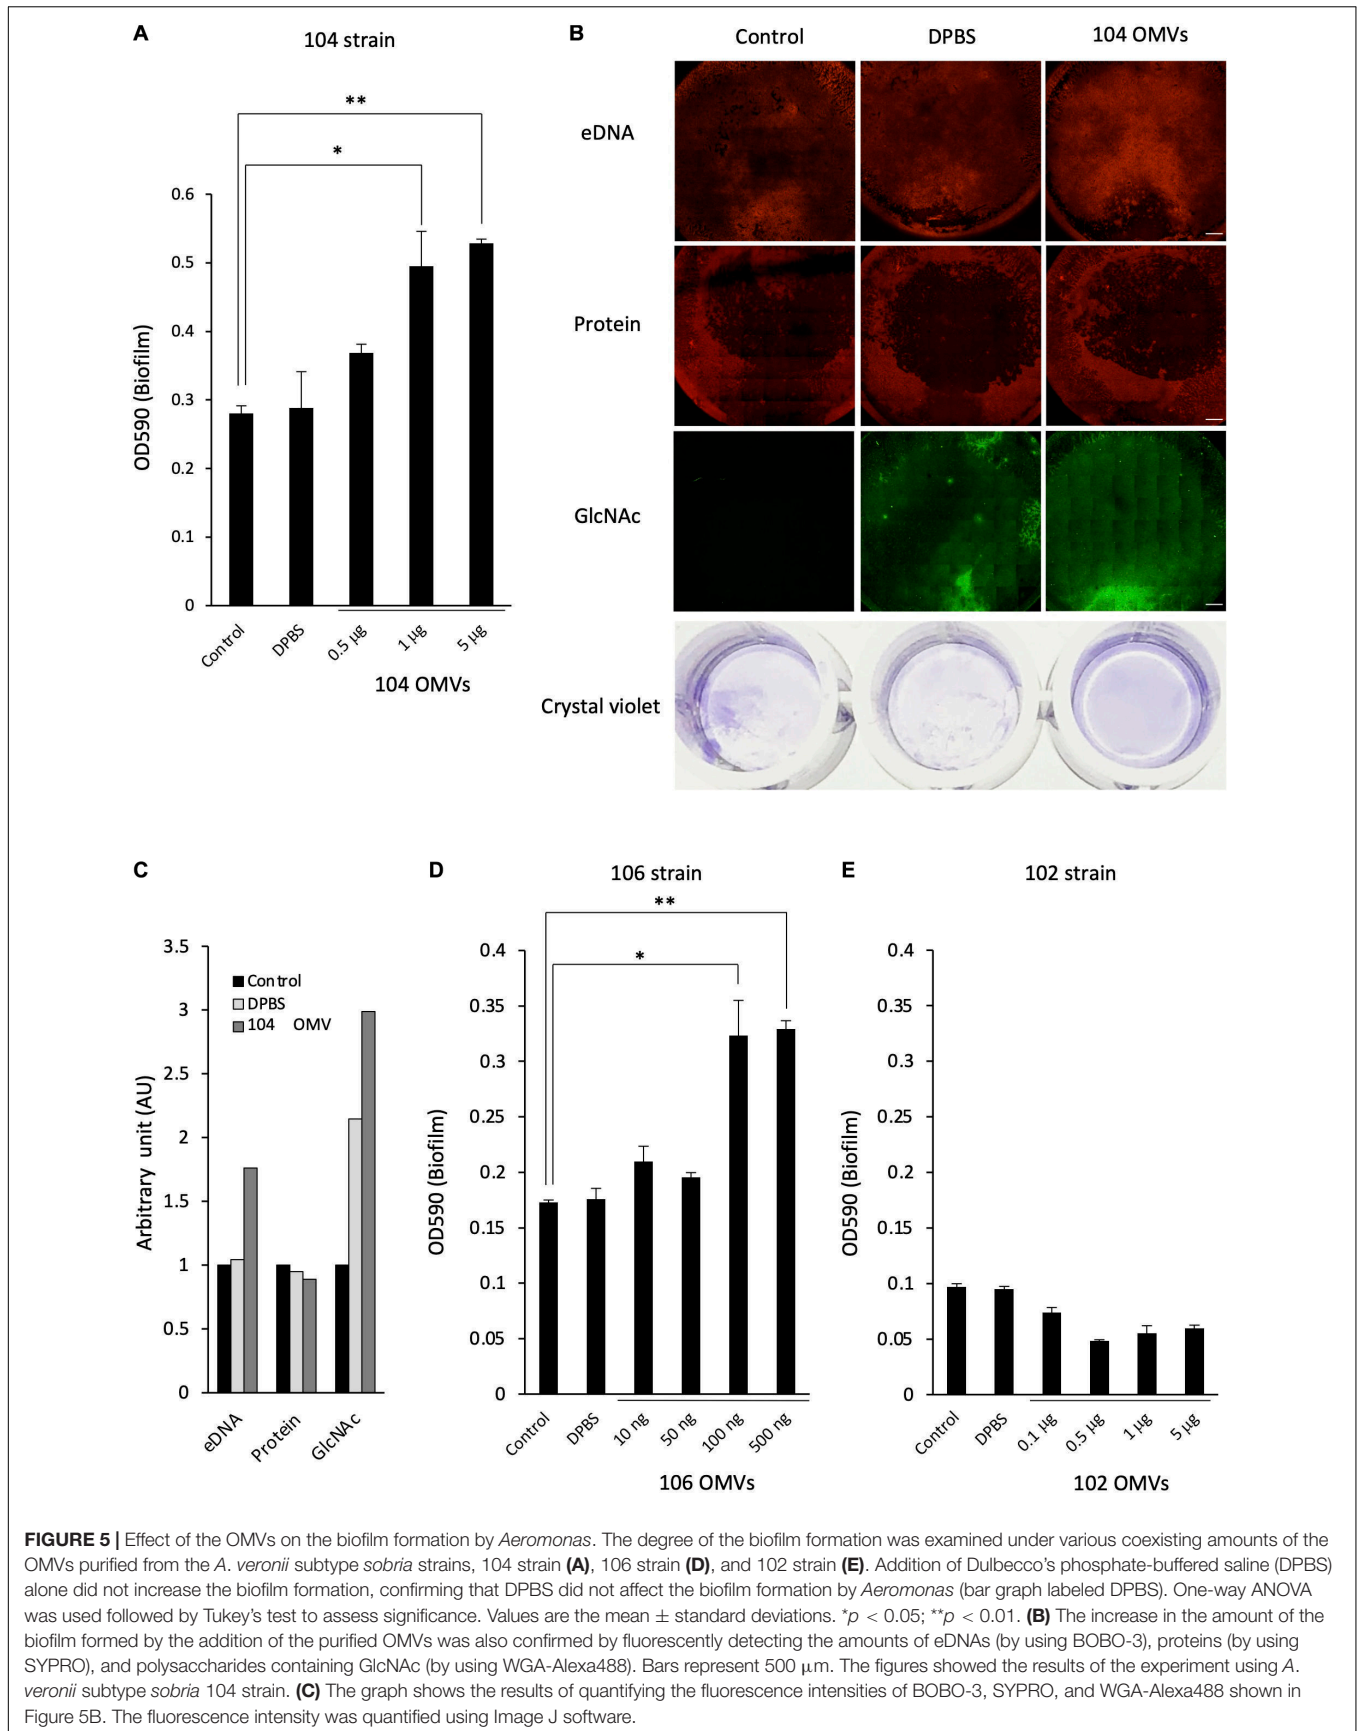 A
104 strain
**
*
0.6
0.5
0.4
0.3
0.2
0.1
0
OD590 (Biofilm)
Control
DPBS
0.5 µg
1 µg
5 µg
104 OMVs
B
Control
DPBS
104 OMVs
eDNA
Protein
GlcNAc
Crystal violet
C
3.5
3
2.5
2
1.5
1
0.5
0
Arbitrary unit (AU)
Control
DPBS
104 OMV
eDNA
Protein
GlcNAc
D
106 strain
**
*
0.4
0.35
0.3
0.25
0.2
0.15
0.1
0.05
0
OD590 (Biofilm)
Control
DPBS
10 ng
50 ng
100 ng
500 ng
106 OMVs
E
102 strain
0.4
0.35
0.3
0.25
0.2
0.15
0.1
0.05
0
OD590 (Biofilm)
Control
DPBS
0.1 µg
0.5 µg
1 µg
5 µg
102 OMVs
FIGURE 5 | Effect of the OMVs on the biofilm formation by Aeromonas. The degree of the biofilm formation was examined under various coexisting amounts of the
OMVs purified from the A. veronii subtype sobria strains, 104 strain (A), 106 strain (D), and 102 strain (E). Addition of Dulbecco's phosphate-buffered saline (DPBS)
alone did not increase the biofilm formation, confirming that DPBS did not affect the biofilm formation by Aeromonas (bar graph labeled DPBS). One-way ANOVA
was used followed by Tukey's test to assess significance. Values are the mean ± standard deviations. *p < 0.05; **p < 0.01. (B) The increase in the amount of the
biofilm formed by the addition of the purified OMVs was also confirmed by fluorescently detecting the amounts of eDNAs (by using BOBO-3), proteins (by using
SYPRO), and polysaccharides containing GlcNAc (by using WGA-Alexa488). Bars represent 500 µm. The figures showed the results of the experiment using A.
veronii subtype sobria 104 strain. (C) The graph shows the results of quantifying the fluorescence intensities of BOBO-3, SYPRO, and WGA-Alexa488 shown in
Figure 5B. The fluorescence intensity was quantified using Image J software.